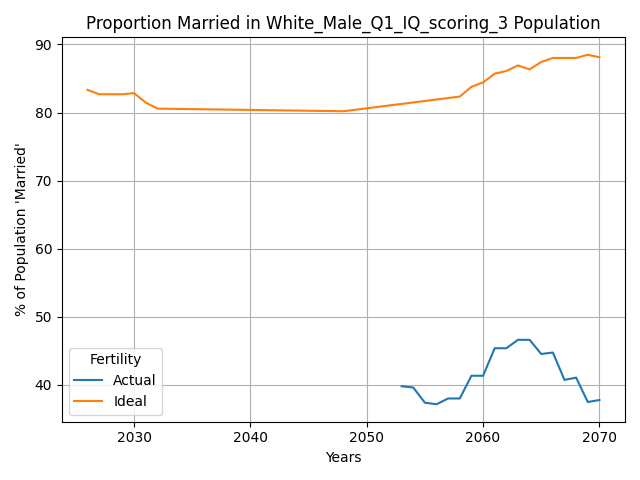 Proportion Married in White_Male_Q1_IQ_scoring_3 Population
% of Population 'Married'
90
80
70
60
50
40
Fertility
Actual
Ideal
2030 2040 2050 2060 2070
Years